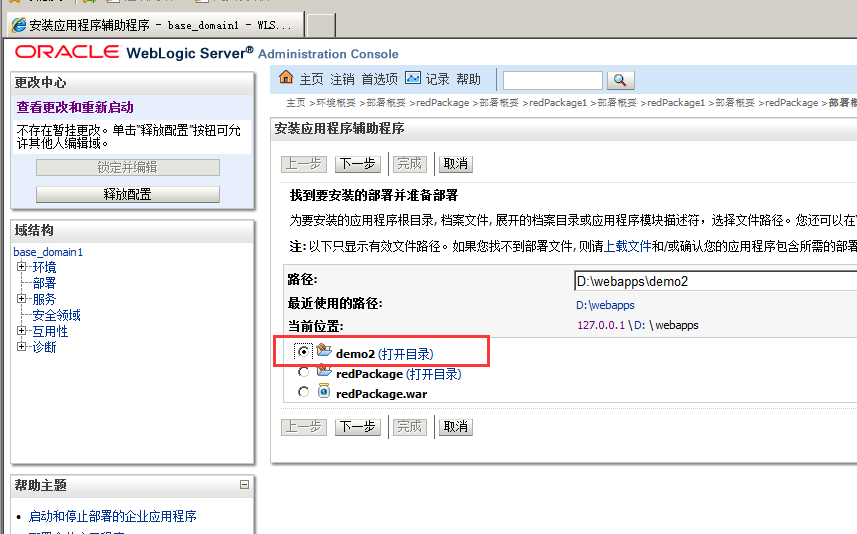 安装应用程序辅助程序 - base_domain1 - WLS...
ORACLE WebLogic Server® Administration Console
更改中心
查看更改和重新启动
不存在暂挂更改。单击"释放配置"按钮可允
许其他人编辑域。
锁定并编辑
释放配置
域结构
base_domain1
环境
部署
服务
安全领域
互用性
诊断
帮助主题
启动和停止部署的企业应用程序
主页 注销 首选项 记录 帮助
主页 >环境概要 >部署概要 >redPackage >部署概要 >redPackage1 >部署概要 >redPackage1 >部署概要 >redPackage >部署概
安装应用程序辅助程序
上一步 下一步 完成 取消
找到要安装的部署并准备部署
为要安装的应用程序根目录, 档案文件, 展开的档案目录或应用程序模块描述符，选择文件路径。您还可以在
注: 以下只显示有效文件路径。如果您找不到部署文件, 则请上载文件和/或确认您的应用程序包含所需的部署
路径: D:\webapps\demo2
最近使用的路径: D:\webapps
当前位置: 127.0.0.1 \ D: \ webapps
demo2 (打开目录)
redPackage (打开目录)
redPackage.war
上一步 下一步 完成 取消